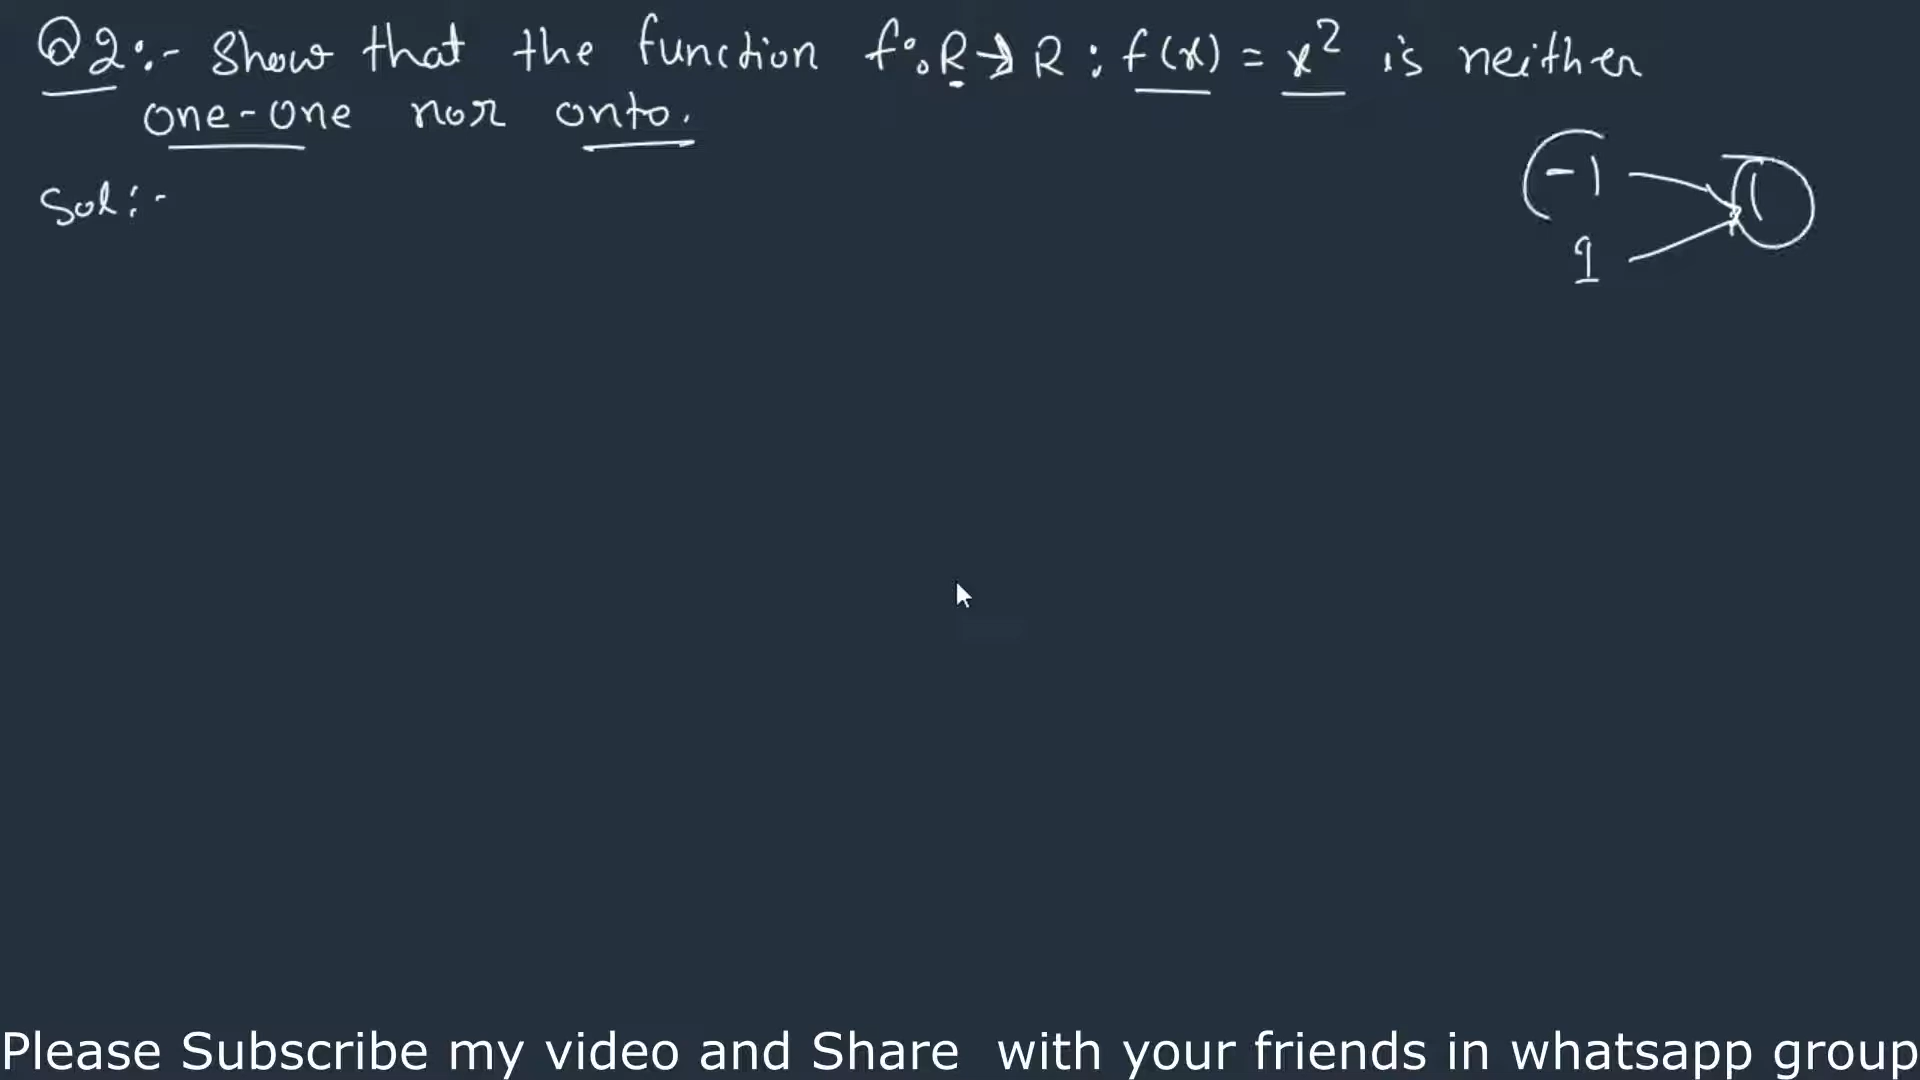 Q2:- Show that the function f: R→R : f(x) = x² is neither
one-one nor onto.
Sol:-
-1
1
1
Please Subscribe my video and Share with your friends in whatsapp group